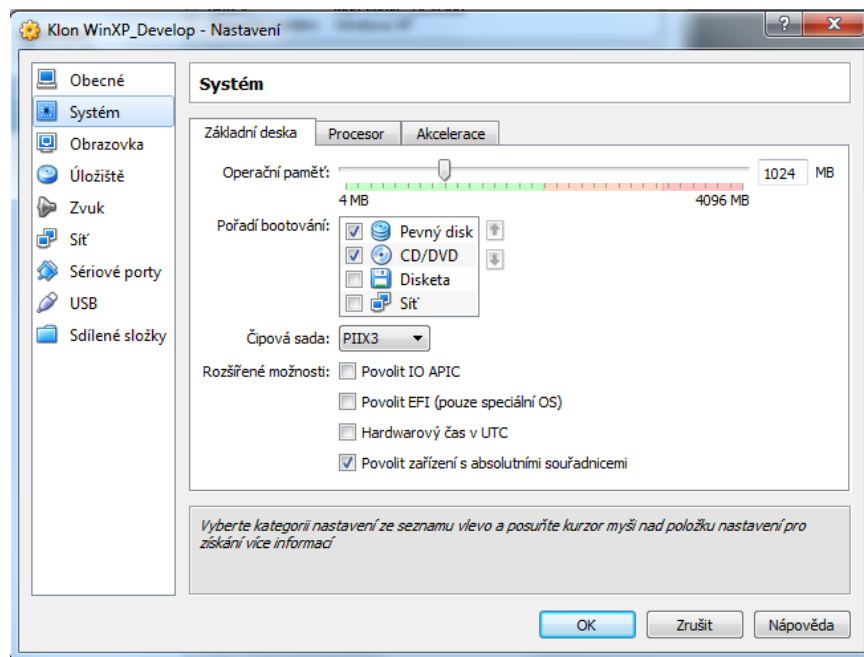 Klon WinXP_Develop - Nastavení
Obecné
Systém
Obrazovka
Úložiště
Zvuk
Síť
Sériové porty
USB
Sdílené složky
Systém
Základní deska Procesor Akcelerace
Operační paměť: 1024 MB
4 MB 4096 MB
Pořadí bootování: Pevný disk
CD/DVD
Disketa
Síť
Čipová sada: PIIX3
Rozšířené možnosti: Povolit IO APIC
Povolit EFI (pouze speciální OS)
Hardwarový čas v UTC
Povolit zařízení s absolutními souřadnicemi
Vyberte kategorii nastavení ze seznamu vlevo a posuňte kurzor myši nad položku nastavení pro
získání více informací
OK Zrušit Nápověda